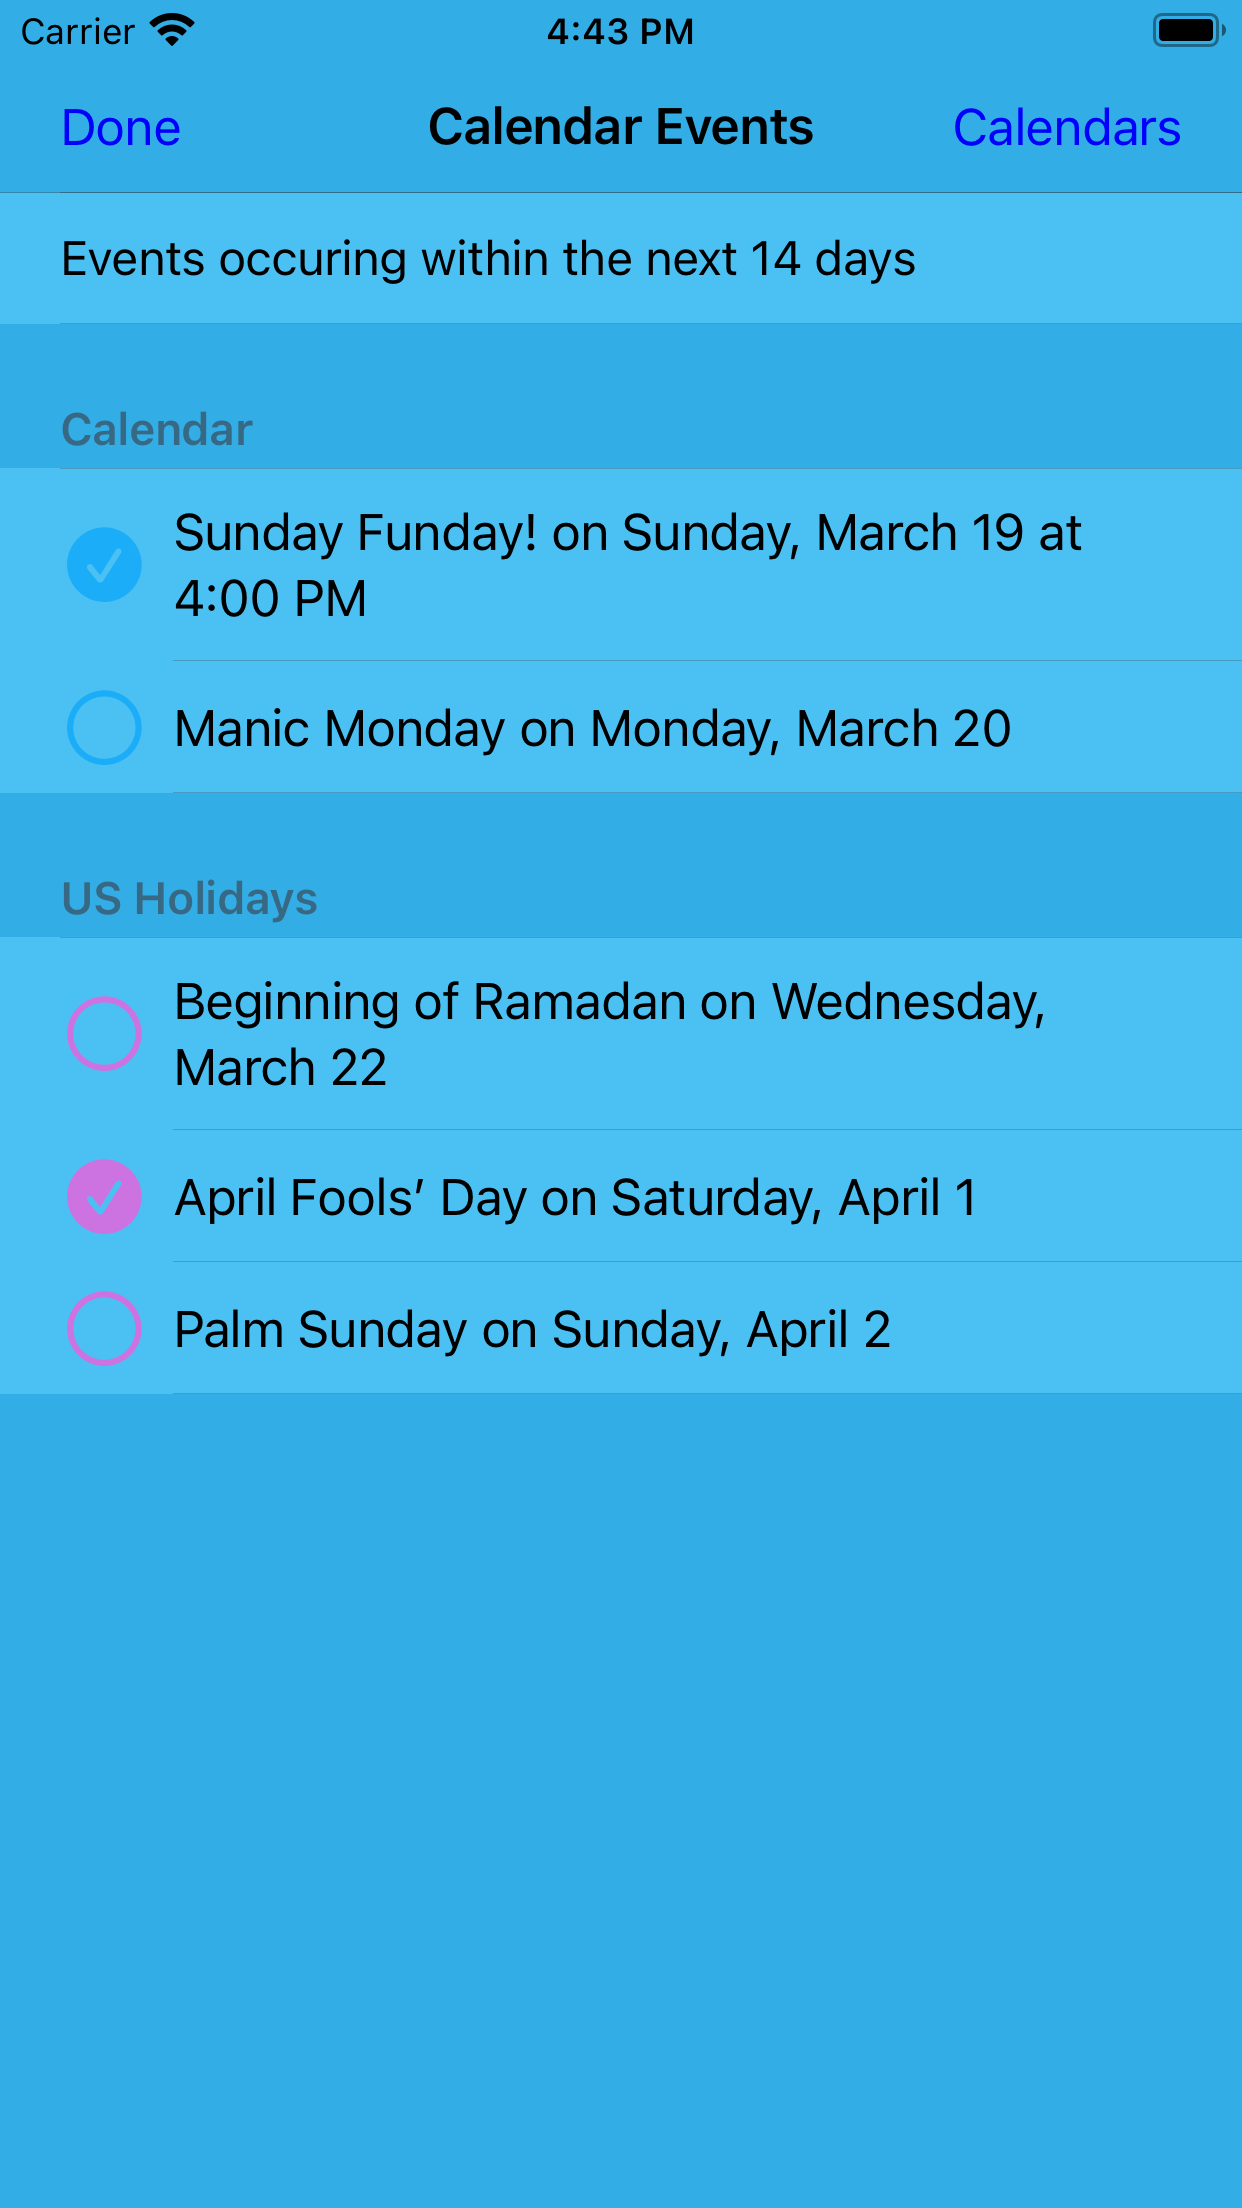 Carrier 4:43 PM
Done Calendar Events Calendars
Events occuring within the next 14 days
Calendar
Sunday Funday! on Sunday, March 19 at
4:00 PM
Manic Monday on Monday, March 20
US Holidays
Beginning of Ramadan on Wednesday,
March 22
April Fools’ Day on Saturday, April 1
Palm Sunday on Sunday, April 2